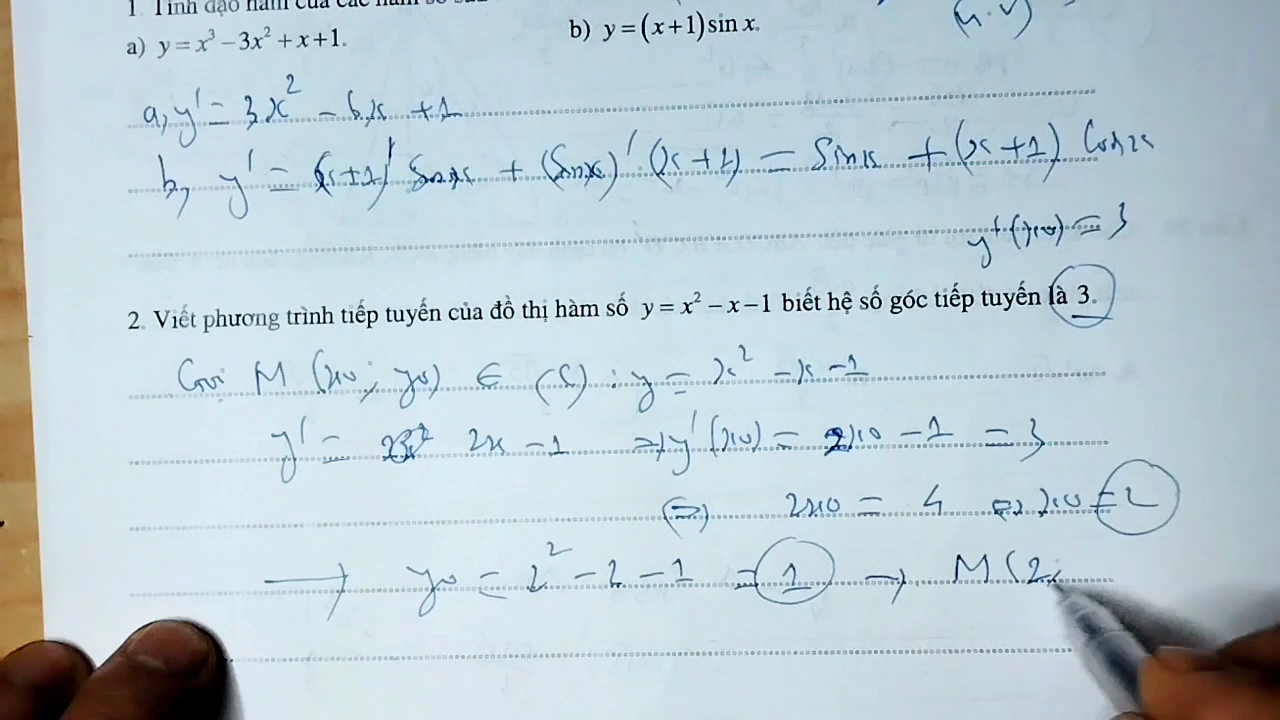 1. Tính đạo hàm của các hàm số sau
(u.v)'
a) y = x³ − 3x² + x + 1.
b) y = (x+1) sin x.
a, y' = 3x² − 6x + 1
b, y' = (x+1)' sinx + (sinx)' (x+1) = sinx + (x+1) cosx
y'(x0) = 3
2. Viết phương trình tiếp tuyến của đồ thị hàm số y = x² − x − 1 biết hệ số góc tiếp tuyến là 3.
Gọi M (x0; y0) ∈ (C) : y = x² − x − 1
y' = 2x − 1 ⇒ y'(x0) = 2x0 − 1 = 3
⇔ 2x0 = 4 ⇔ x0 = 2
→ y0 = 2² − 2 − 1 = 1 → M (2;